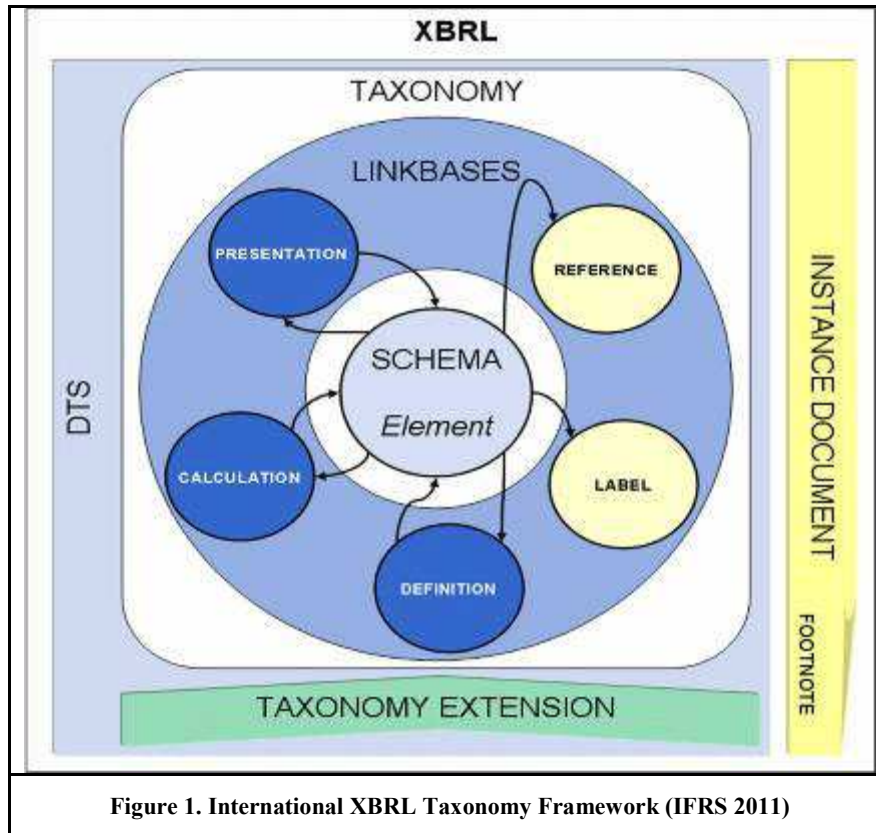 XBRL
TAXONOMY
LINKBASES
PRESENTATION
REFERENCE
SCHEMA
Element
CALCULATION
LABEL
DEFINITION
DTS
INSTANCE DOCUMENT
FOOTNOTE
TAXONOMY EXTENSION
Figure 1. International XBRL Taxonomy Framework (IFRS 2011)